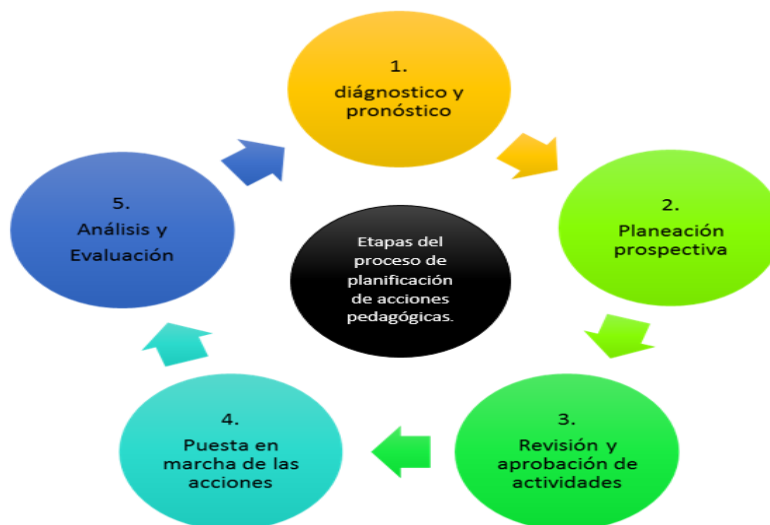 1.
diágnostico y
pronóstico
2.
Planeación
prospectiva
3.
Revisión y
aprobación de
actividades
4.
Puesta en
marcha de las
acciones
5.
Análisis y
Evaluación
Etapas del
proceso de
planificación
de acciones
pedagógicas.